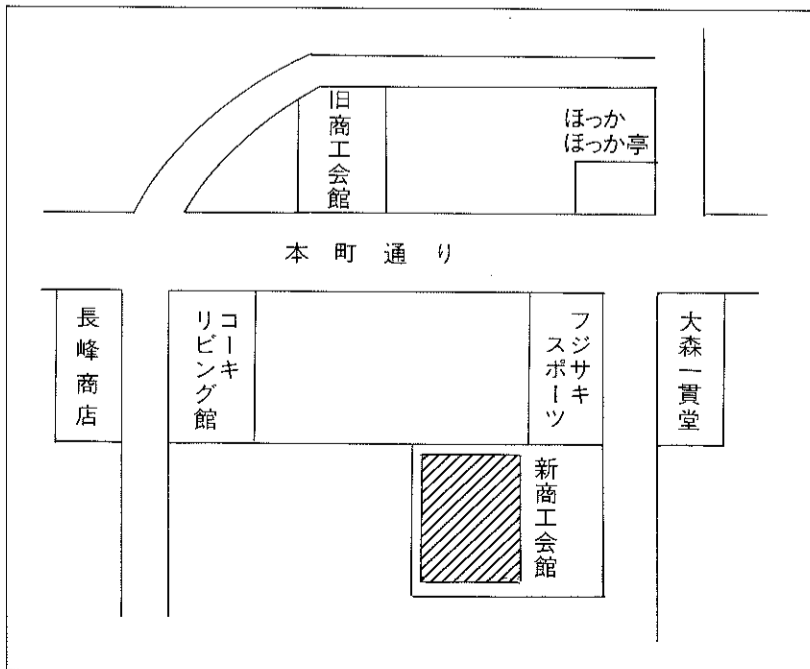 旧商工会館
ほっか
ほっか亭
本町通り
長峰商店
コーキ
リビング館
フジサキ
スポーツ
大森一貫堂
新商工会館